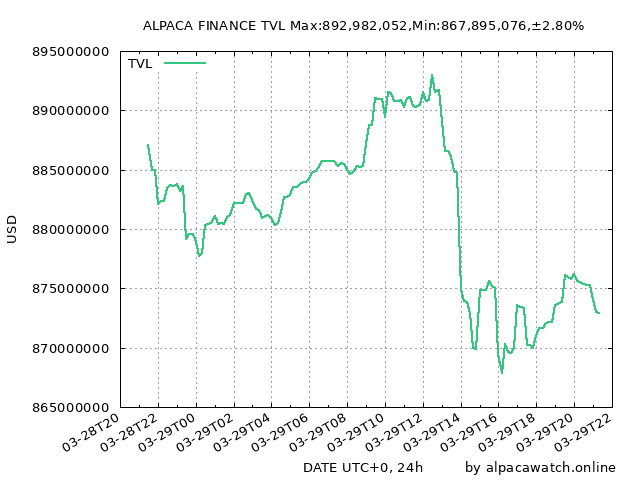 ALPACA FINANCE TVL Max:892,982,052,Min:867,895,076,±2.80%
895000000
TVL
890000000
885000000
880000000
875000000
870000000
865000000
USD
03-28T20
03-28T22
03-29T00
03-29T02
03-29T04
03-29T06
03-29T08
03-29T10
03-29T12
03-29T14
03-29T16
03-29T18
03-29T20
03-29T22
DATE UTC+0, 24h
by alpacawatch.online